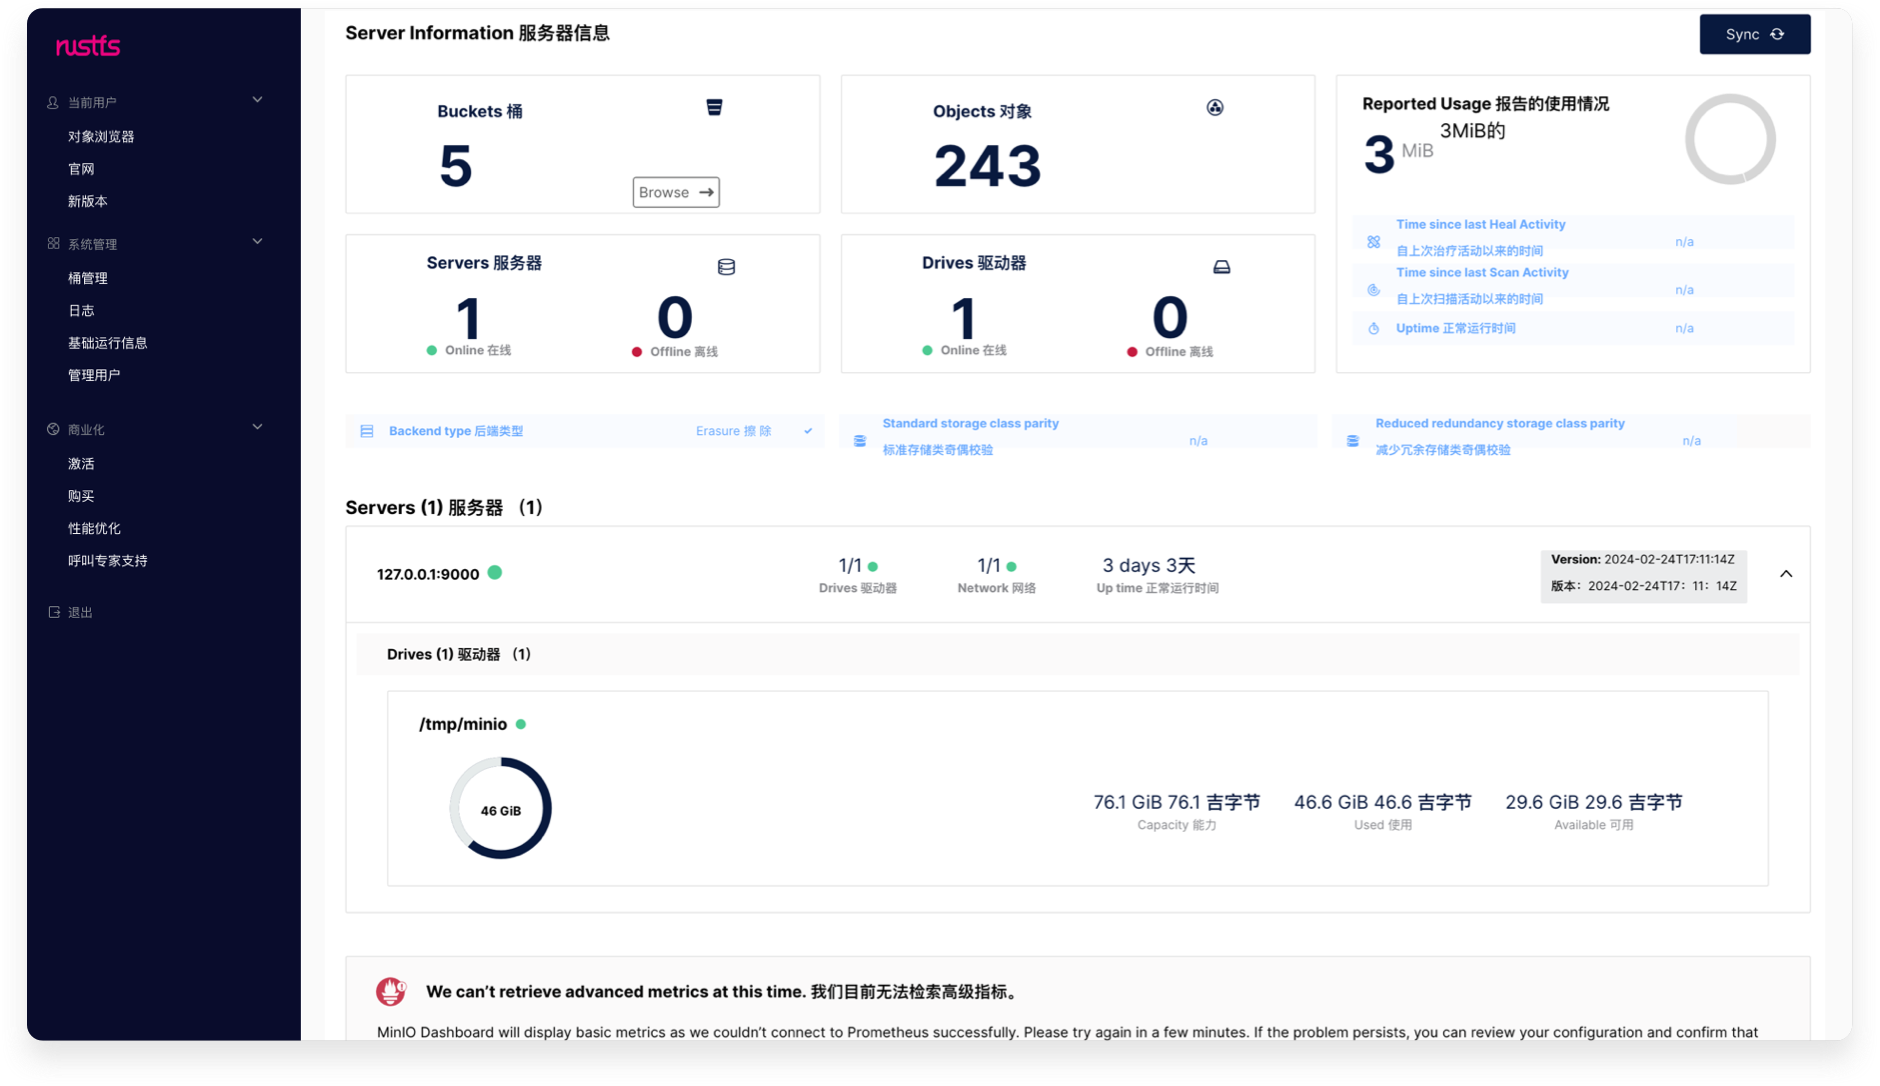 rustfs
当前用户
对象浏览器
官网
新版本
系统管理
桶管理
日志
基础运行信息
管理用户
商业化
激活
购买
性能优化
呼叫专家支持
退出
Server Information 服务器信息
Sync
Buckets 桶
5
Browse →
Objects 对象
243
Reported Usage 报告的使用情况
3MiB的
3 MiB
Time since last Heal Activity
自上次治疗活动以来的时间
n/a
Time since last Scan Activity
自上次扫描活动以来的时间
n/a
Uptime 正常运行时间
n/a
Servers 服务器
1
Online 在线
0
Offline 离线
Drives 驱动器
1
Online 在线
0
Offline 离线
Backend type 后端类型
Erasure 擦 除
Standard storage class parity
标准存储类奇偶校验
n/a
Reduced redundancy storage class parity
减少冗余存储类奇偶校验
n/a
Servers (1) 服务器 （1）
127.0.0.1:9000
1/1
Drives 驱动器
1/1
Network 网络
3 days 3天
Up time 正常运行时间
Version: 2024-02-24T17:11:14Z
版本：2024-02-24T17：11：14Z
Drives (1) 驱动器 （1）
/tmp/minio
46 GiB
76.1 GiB 76.1 吉字节
Capacity 能力
46.6 GiB 46.6 吉字节
Used 使用
29.6 GiB 29.6 吉字节
Available 可用
We can’t retrieve advanced metrics at this time. 我们目前无法检索高级指标。
MinIO Dashboard will display basic metrics as we couldn’t connect to Prometheus successfully. Please try again in a few minutes. If the problem persists, you can review your configuration and confirm that